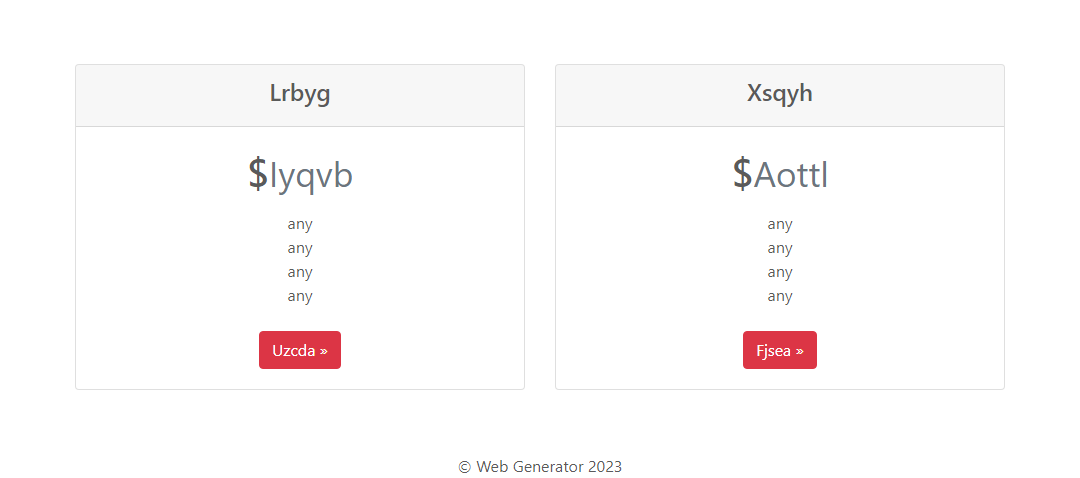 Lrbyg
$Iyqvb
any
any
any
any
Uzcda »
Xsqyh
$Aottl
any
any
any
any
Fjsea »
© Web Generator 2023